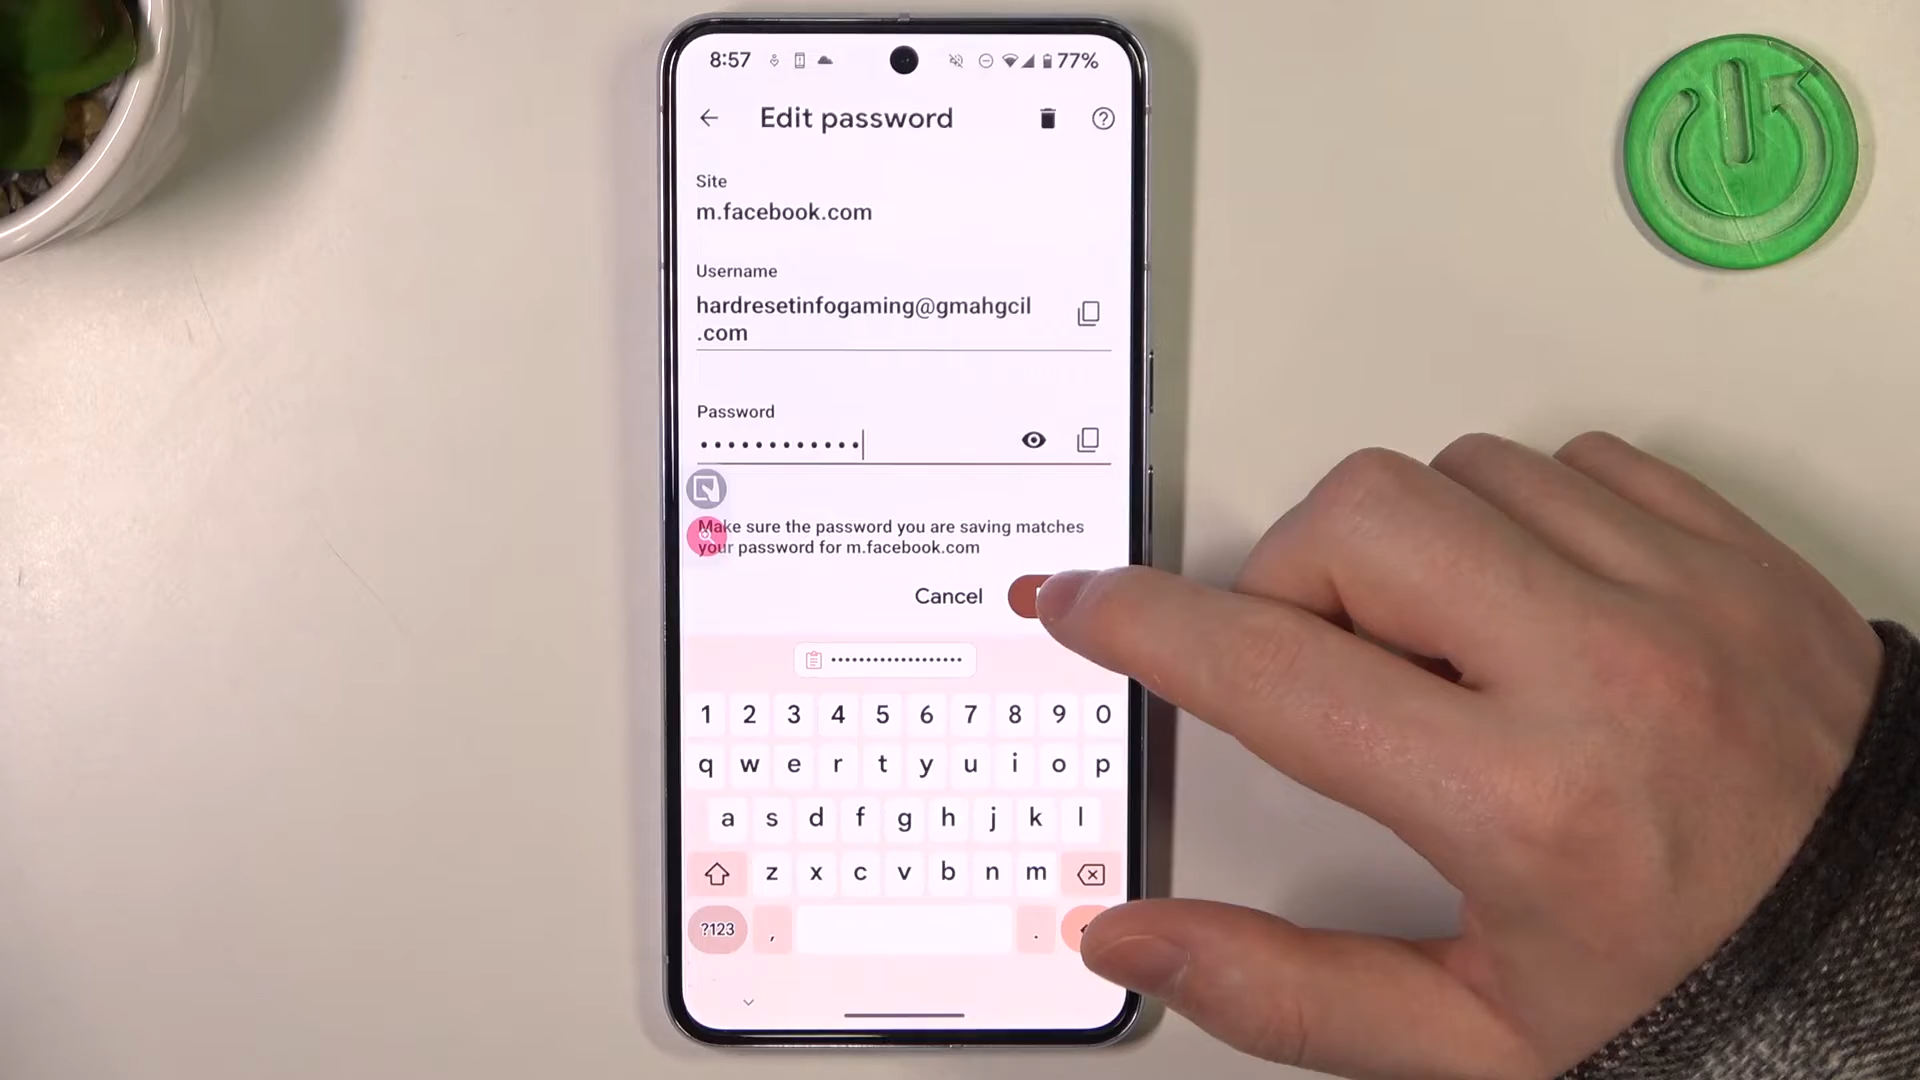 8:57
77%
Edit password
Site
m.facebook.com
Username
hardresetinfogaming@gmahgcil
.com
Password
••••••••••••
Make sure the password you are saving matches
your password for m.facebook.com
Cancel
•••••••••••••••••••
1 2 3 4 5 6 7 8 9 0
q w e r t y u i o p
a s d f g h j k l
z x c v b n m
?123 , .